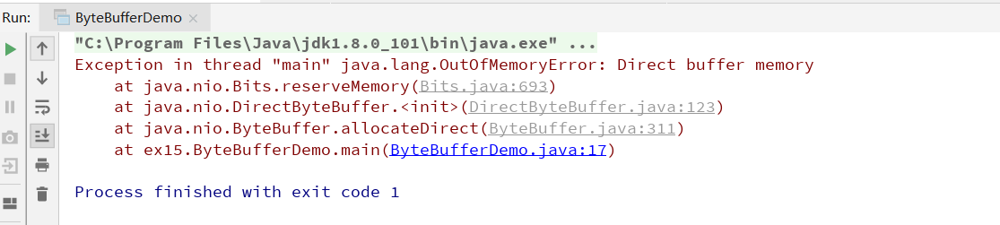 Run: ByteBufferDemo ×
"C:\Program Files\Java\jdk1.8.0_101\bin\java.exe" ...
Exception in thread "main" java.lang.OutOfMemoryError: Direct buffer memory
at java.nio.Bits.reserveMemory(Bits.java:693)
at java.nio.DirectByteBuffer.<init>(DirectByteBuffer.java:123)
at java.nio.ByteBuffer.allocateDirect(ByteBuffer.java:311)
at ex15.ByteBufferDemo.main(ByteBufferDemo.java:17)
Process finished with exit code 1